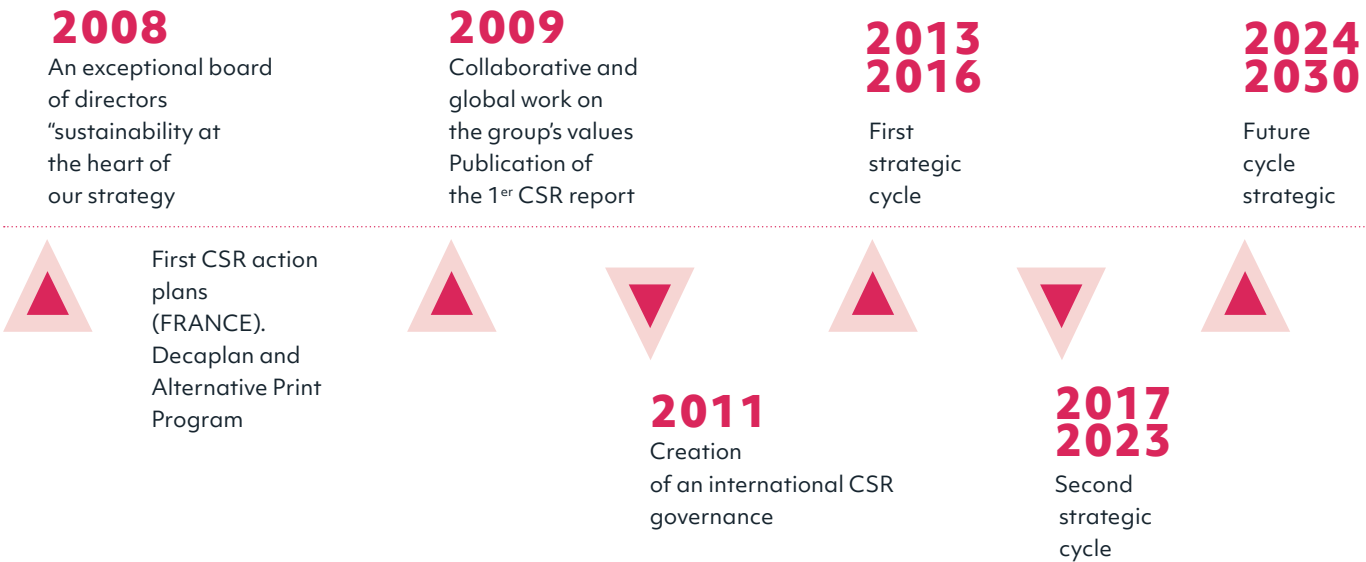 2008
An exceptional board
of directors
“sustainability at
the heart of
our strategy
First CSR action
plans
(FRANCE).
Decaplan and
Alternative Print
Program
2009
Collaborative and
global work on
the group’s values
Publication of
the 1er CSR report
2011
Creation
of an international CSR
governance
2013
2016
First
strategic
cycle
2017
2023
Second
strategic
cycle
2024
2030
Future
cycle
strategic